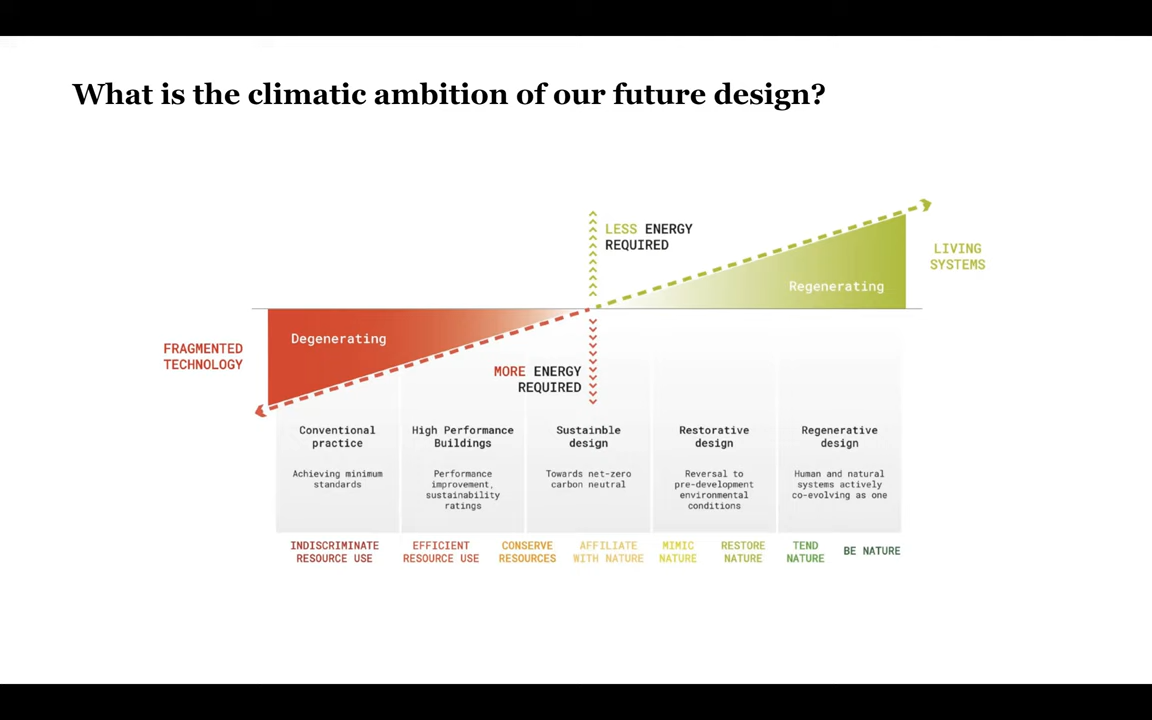 What is the climatic ambition of our future design?
LESS ENERGY
REQUIRED
LIVING
SYSTEMS
Regenerating
Degenerating
FRAGMENTED
TECHNOLOGY
MORE ENERGY
REQUIRED
Conventional
practice
Achieving minimum
standards
High Performance
Buildings
Performance
improvement,
sustainability
ratings
Sustainble
design
Towards net-zero
carbon neutral
Restorative
design
Reversal to
pre-development
environmental
conditions
Regenerative
design
Human and natural
systems actively
co-evolving as one
INDISCRIMINATE
RESOURCE USE
EFFICIENT
RESOURCE USE
CONSERVE
RESOURCES
AFFILIATE
WITH NATURE
MIMIC
NATURE
RESTORE
NATURE
TEND
NATURE
BE NATURE